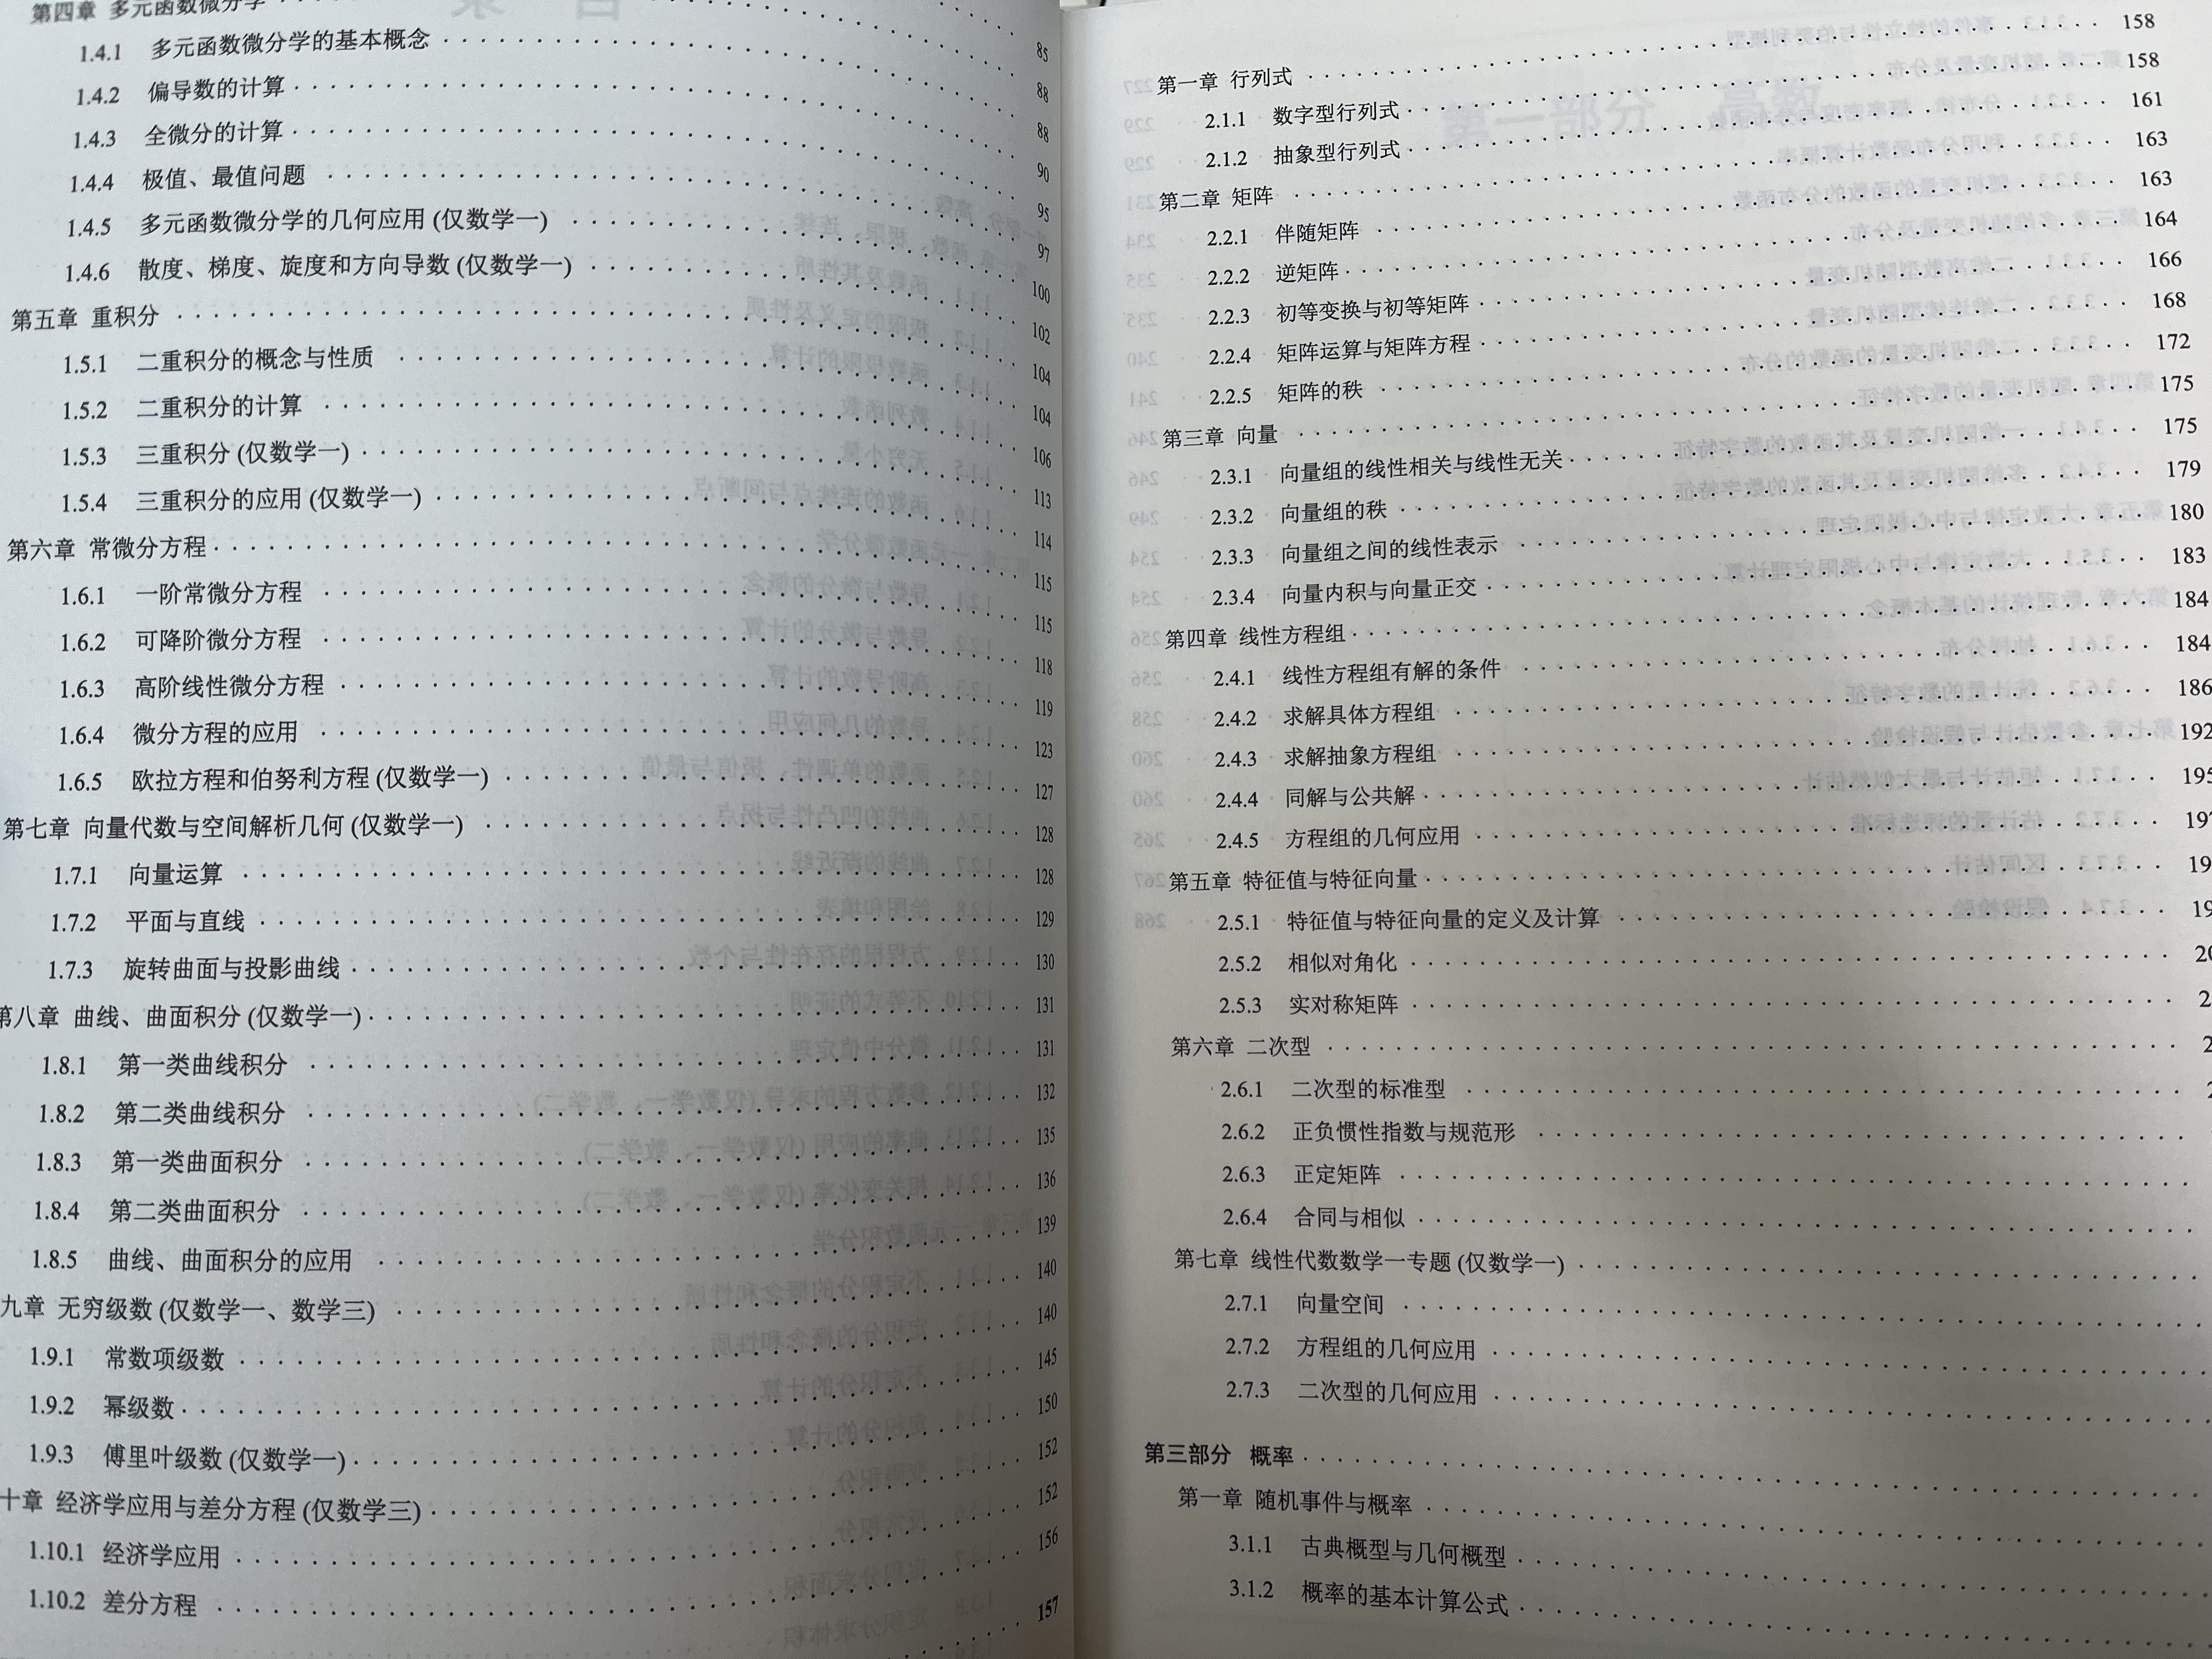 85
第四章 多元函数微分学 88
1.4.1 多元函数微分学的基本概念 88
1.4.2 偏导数的计算 90
1.4.3 全微分的计算 95
1.4.4 极值、最值问题 97
1.4.5 多元函数微分学的几何应用 (仅数学一) 100
1.4.6 散度、梯度、旋度和方向导数 (仅数学一) 102
第五章 重积分 104
1.5.1 二重积分的概念与性质 104
1.5.2 二重积分的计算 106
1.5.3 三重积分 (仅数学一) 113
1.5.4 三重积分的应用 (仅数学一) 114
第六章 常微分方程 115
1.6.1 一阶常微分方程 115
1.6.2 可降阶微分方程 118
1.6.3 高阶线性微分方程 119
1.6.4 微分方程的应用 123
1.6.5 欧拉方程和伯努利方程 (仅数学一) 127
第七章 向量代数与空间解析几何 (仅数学一) 128
1.7.1 向量运算 128
1.7.2 平面与直线 129
1.7.3 旋转曲面与投影曲线 130
第八章 曲线、曲面积分 (仅数学一) 131
1.8.1 第一类曲线积分 131
1.8.2 第二类曲线积分 132
1.8.3 第一类曲面积分 135
1.8.4 第二类曲面积分 136
1.8.5 曲线、曲面积分的应用 139
九章 无穷级数 (仅数学一、数学三) 140
1.9.1 常数项级数 140
1.9.2 幂级数 145
1.9.3 傅里叶级数 (仅数学一) 150
十章 经济学应用与差分方程 (仅数学三) 152
1.10.1 经济学应用 152
1.10.2 差分方程 156
157
第一章 行列式 158
2.1.1 数字型行列式 158
2.1.2 抽象型行列式 161
第二章 矩阵 163
2.2.1 伴随矩阵 163
2.2.2 逆矩阵 164
2.2.3 初等变换与初等矩阵 166
2.2.4 矩阵运算与矩阵方程 168
2.2.5 矩阵的秩 172
第三章 向量 175
2.3.1 向量组的线性相关与线性无关 175
2.3.2 向量组的秩 179
2.3.3 向量组之间的线性表示 180
2.3.4 向量内积与向量正交 183
第四章 线性方程组 184
2.4.1 线性方程组有解的条件 184
2.4.2 求解具体方程组 186
2.4.3 求解抽象方程组 192
2.4.4 同解与公共解 195
2.4.5 方程组的几何应用 197
第五章 特征值与特征向量
2.5.1 特征值与特征向量的定义及计算
2.5.2 相似对角化
2.5.3 实对称矩阵
第六章 二次型
2.6.1 二次型的标准型
2.6.2 正负惯性指数与规范形
2.6.3 正定矩阵
2.6.4 合同与相似
第七章 线性代数数学一专题 (仅数学一)
2.7.1 向量空间
2.7.2 方程组的几何应用
2.7.3 二次型的几何应用
第三部分 概率
第一章 随机事件与概率
3.1.1 古典概型与几何概型
3.1.2 概率的基本计算公式